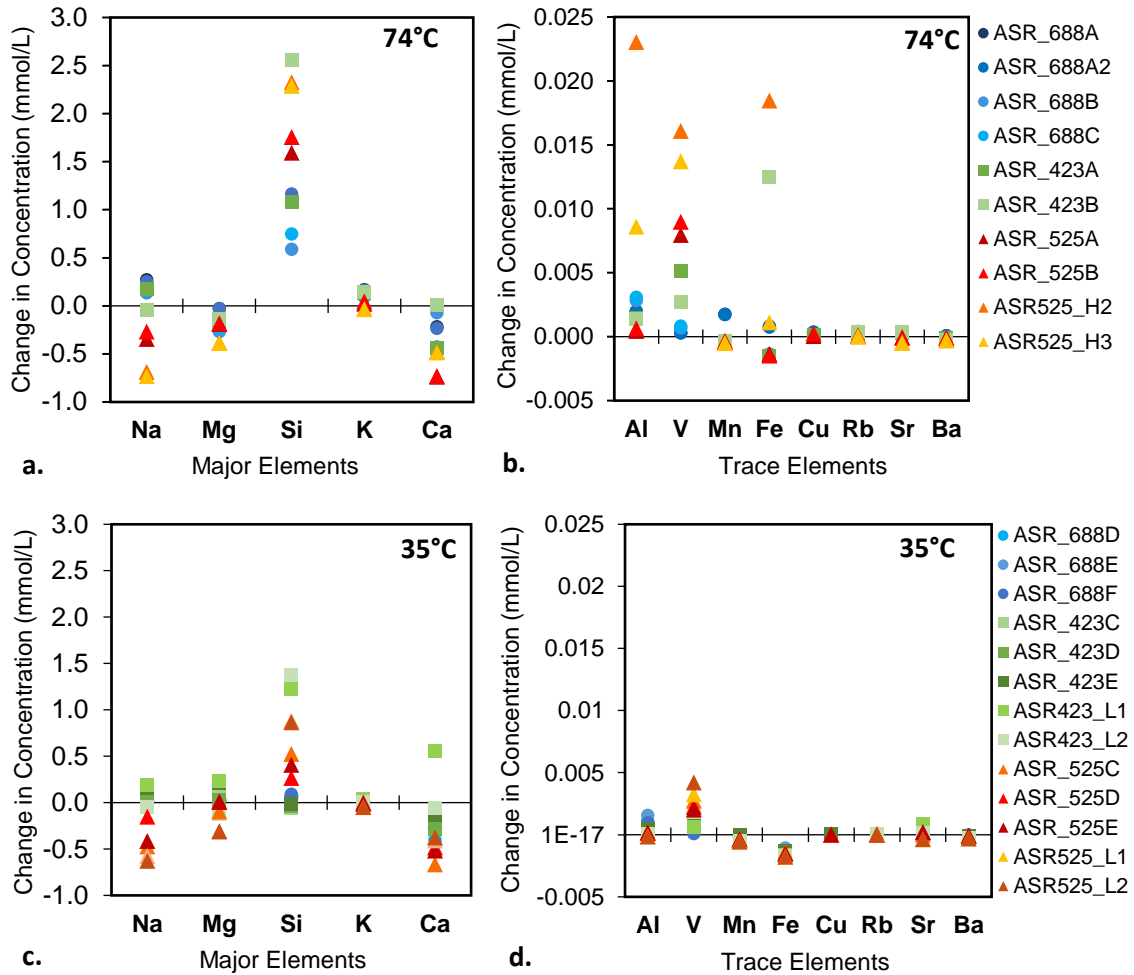 Change in Concentration (mmol/L)
3.0
2.5
2.0
1.5
1.0
0.5
0.0
-0.5
-1.0
74°C
Na Mg Si K Ca
a.
Major Elements
Change in Concentration (mmol/L)
0.025
0.020
0.015
0.010
0.005
0.000
-0.005
74°C
Al V Mn Fe Cu Rb Sr Ba
b.
Trace Elements
ASR_688A
ASR_688A2
ASR_688B
ASR_688C
ASR_423A
ASR_423B
ASR_525A
ASR_525B
ASR525_H2
ASR525_H3
Change in Concentration (mmol/L)
3.0
2.5
2.0
1.5
1.0
0.5
0.0
-0.5
-1.0
35°C
Na Mg Si K Ca
c.
Major Elements
Change in Concentration (mmol/L)
0.025
0.02
0.015
0.01
0.005
1E-17
-0.005
35°C
Al V Mn Fe Cu Rb Sr Ba
d.
Trace Elements
ASR_688D
ASR_688E
ASR_688F
ASR_423C
ASR_423D
ASR_423E
ASR423_L1
ASR423_L2
ASR_525C
ASR_525D
ASR_525E
ASR525_L1
ASR525_L2